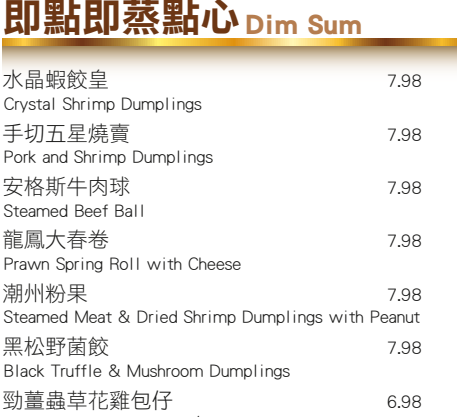 即點即蒸點心 Dim Sum
水晶蝦餃皇 7.98
Crystal Shrimp Dumplings
手切五星燒賣 7.98
Pork and Shrimp Dumplings
安格斯牛肉球 7.98
Steamed Beef Ball
龍鳳大春卷 7.98
Prawn Spring Roll with Cheese
潮州粉果 7.98
Steamed Meat & Dried Shrimp Dumplings with Peanut
黑松野菌餃 7.98
Black Truffle & Mushroom Dumplings
勁薑蟲草花雞包仔 6.98